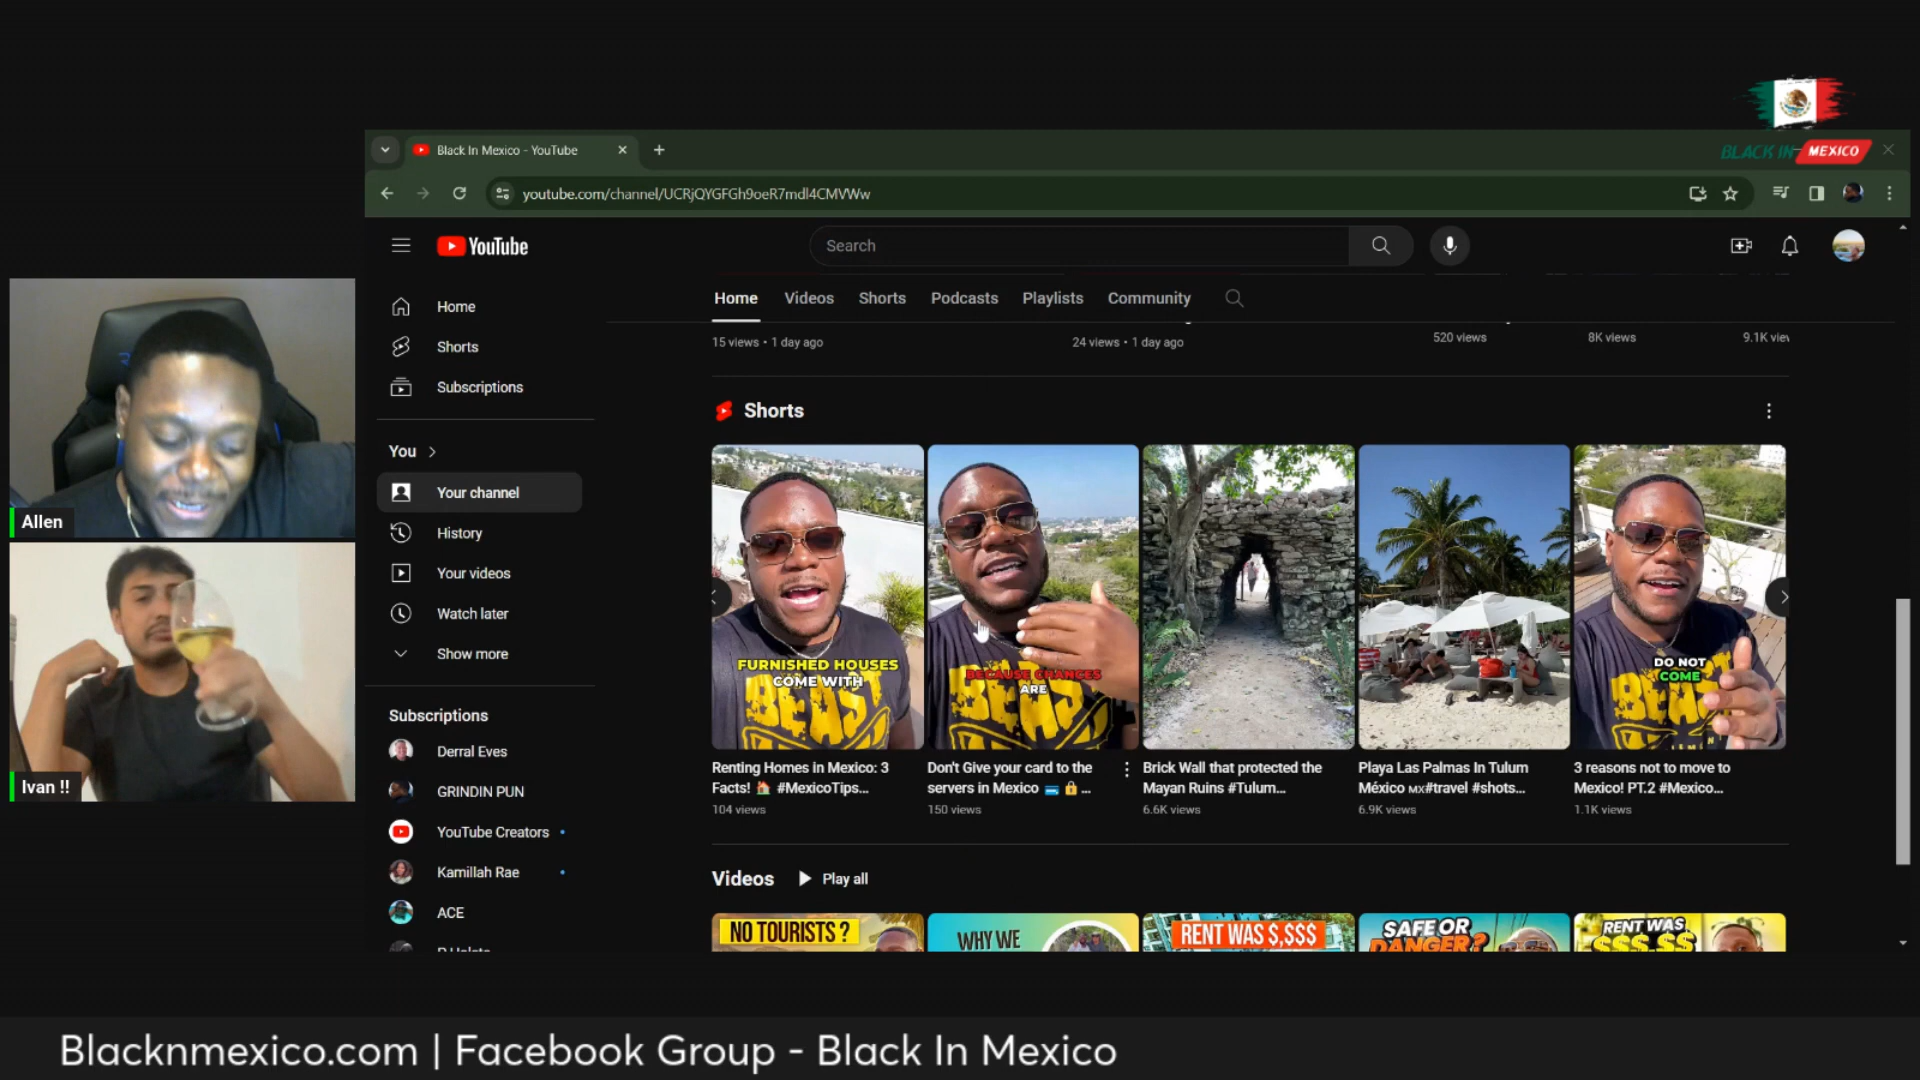 Black In Mexico - YouTube
BLACK IN MEXICO
youtube.com/channel/UCRjQYGFGh9oeR7mdl4CMVWw
YouTube
Search
Home
Shorts
Subscriptions
You
Your channel
History
Your videos
Watch later
Show more
Subscriptions
Derral Eves
GRINDIN PUN
YouTube Creators
Kamillah Rae
ACE
Home Videos Shorts Podcasts Playlists Community
15 views • 1 day ago
24 views • 1 day ago
520 views
8K views
9.1K
Shorts
FURNISHED HOUSES
COME WITH
BEAST
BECAUSE CHANGES
ARE
DO NOT
COME
Renting Homes in Mexico: 3
Facts! 🏠 #MexicoTips...
104 views
Don't Give your card to the
servers in Mexico 💳 🔒 ...
150 views
Brick Wall that protected the
Mayan Ruins #Tulum...
6.6K views
Playa Las Palmas In Tulum
México MX#travel #shots...
6.9K views
3 reasons not to move to
Mexico! PT.2 #Mexico...
1.1K views
Videos Play all
NO TOURISTS ?
WHY WE
RENT WAS $,$$$
SAFE OR
DANGER?
RENT WAS
$$$.$$
Allen
Ivan !!
Blacknmexico.com | Facebook Group - Black In Mexico